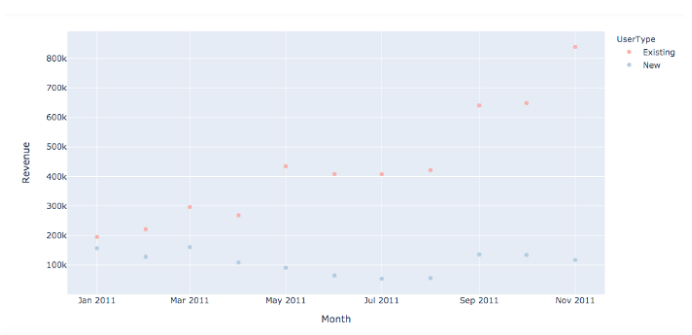 UserType
Existing
New
800k
700k
600k
500k
400k
300k
200k
100k
Revenue
Jan 2011 Mar 2011 May 2011 Jul 2011 Sep 2011 Nov 2011
Month